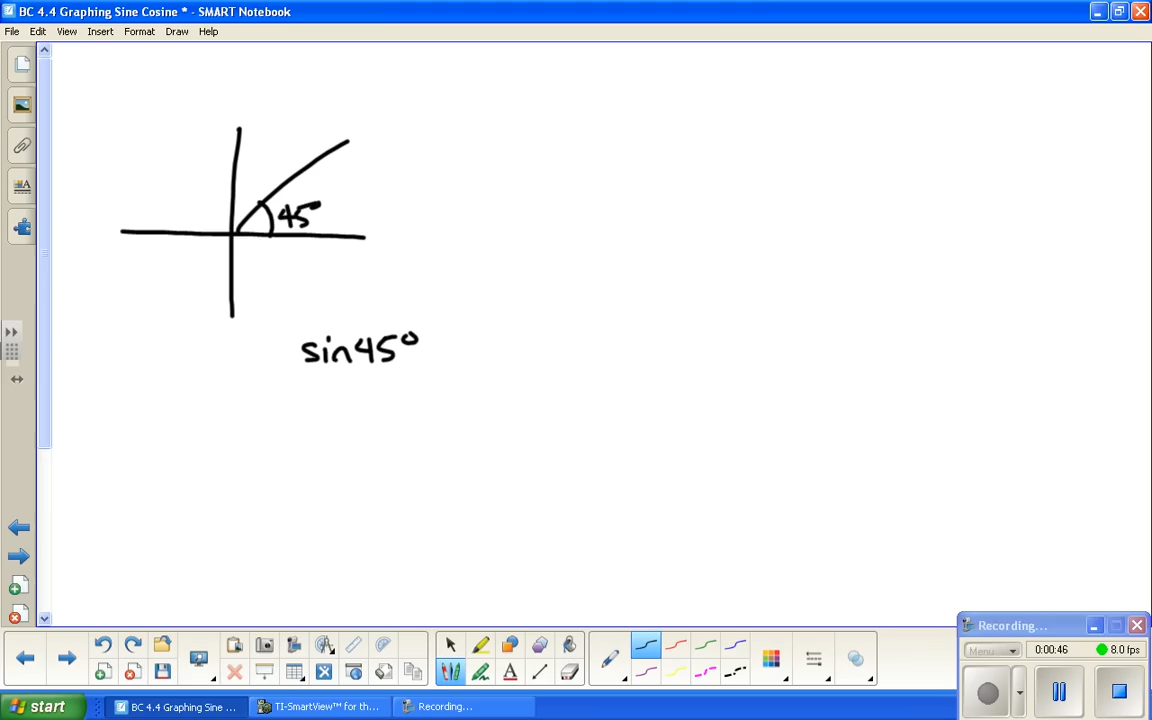 BC 4.4 Graphing Sine Cosine * - SMART Notebook
File Edit View Insert Format Draw Help
45°
sin45°
Recording...
Menu 0:00:46 8.0 fps
start BC 4.4 Graphing Sine ... TI-SmartView™ for th... Recording...